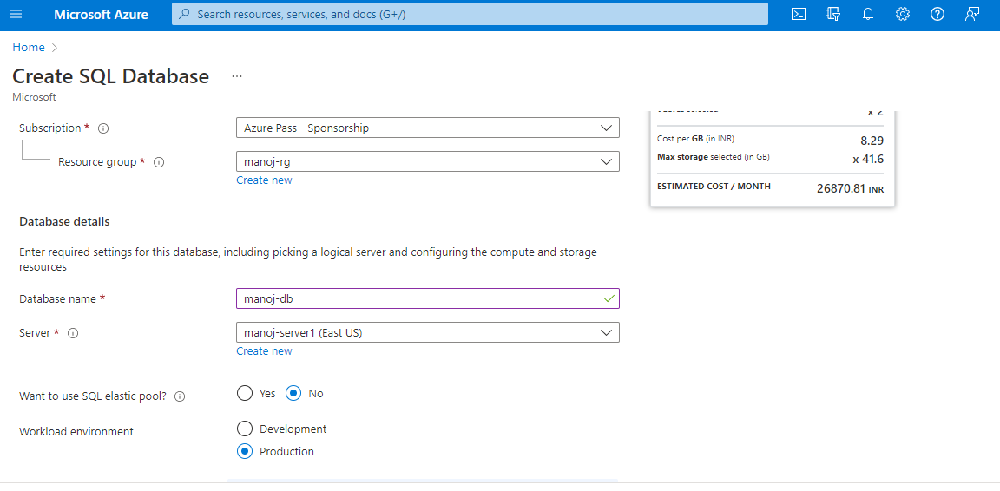 Microsoft Azure
Search resources, services, and docs (G+/)
Home
Create SQL Database ...
Microsoft
Subscription *
Azure Pass - Sponsorship
Resource group *
manoj-rg
Create new
Database details
Enter required settings for this database, including picking a logical server and configuring the compute and storage
resources
Database name *
manoj-db
Server *
manoj-server1 (East US)
Create new
Want to use SQL elastic pool?
Yes
No
Workload environment
Development
Production
x 2
Cost per GB (in INR)
8.29
Max storage selected (in GB)
x 41.6
ESTIMATED COST / MONTH
26870.81 INR